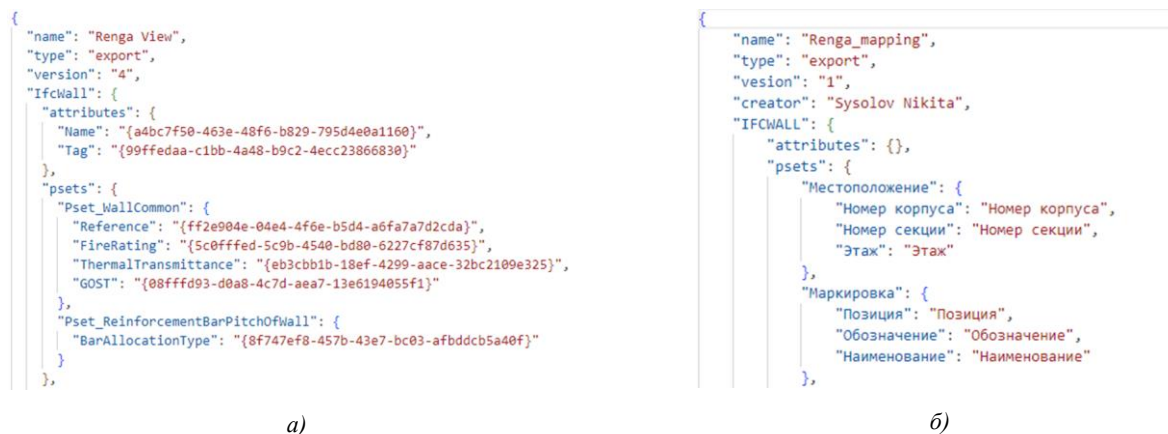 {
"name": "Renga View",
"type": "export",
"version": "4",
"IfcWall": {
"attributes": {
"Name": "{a4bc7f50-463e-48f6-b829-795d4e0a1160}",
"Tag": "{99ffedaa-c1bb-4a48-b9c2-4ecc23866830}"
},
"psets": {
"Pset_WallCommon": {
"Reference": "{ff2e904e-04e4-4f6e-b5d4-a6fa7a7d2cda}",
"FireRating": "{5c0fffed-5c9b-4540-bd80-6227cf87d635}",
"ThermalTransmittance": "{eb3cbb1b-18ef-4299-aace-32bc2109e325}",
"GOST": "{08fffd93-d0a8-4c7d-aea7-13e6194055f1}"
},
"Pset_ReinforcementBarPitchOfWall": {
"BarAllocationType": "{8f747ef8-457b-43e7-bc03-afbddcb5a40f}"
}
},
а)
{
"name": "Renga_mapping",
"type": "export",
"vesion": "1",
"creator": "Sysolov Nikita",
"IFCWALL": {
"attributes": {},
"psets": {
"Местоположение": {
"Номер корпуса": "Номер корпуса",
"Номер секции": "Номер секции",
"Этаж": "Этаж"
},
"Маркировка": {
"Позиция": "Позиция",
"Обозначение": "Обозначение",
"Наименование": "Наименование"
},
б)